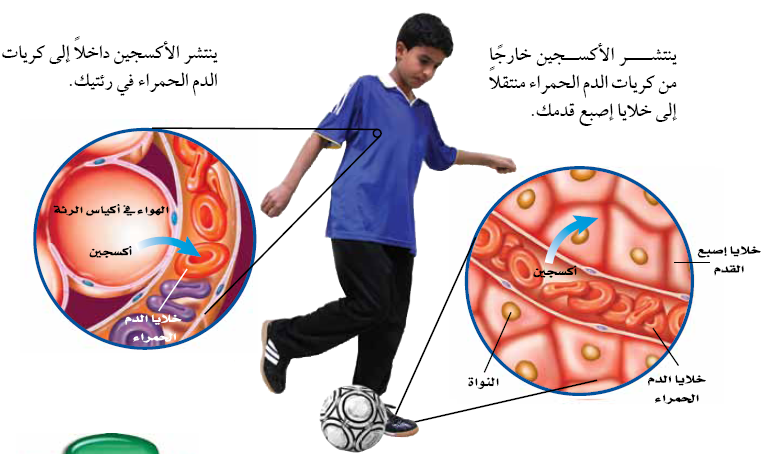 ينتشـــــر الأكســـجين خارجًا
من كريات الدم الحمراء منتقلاً
إلى خلايا إصبع قدمك.
ينتشر الأكسجين داخلاً إلى كريات
الدم الحمراء في رئتيك.
خلايا إصبع
القدم
أكسجين
النواة
خلايا الدم
الحمراء
الهواء في أكياس الرئة
أكسجين
خلايا الدم
الحمراء